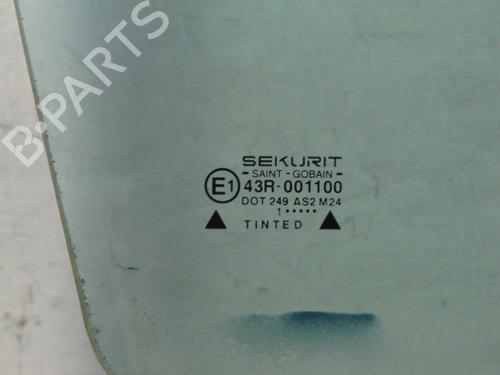 B-PARTS
SEKURIT
SAINT - GOBAIN
E1 43R-001100
DOT 249 AS2 M24
1 •••••
▲ TINTED ▲